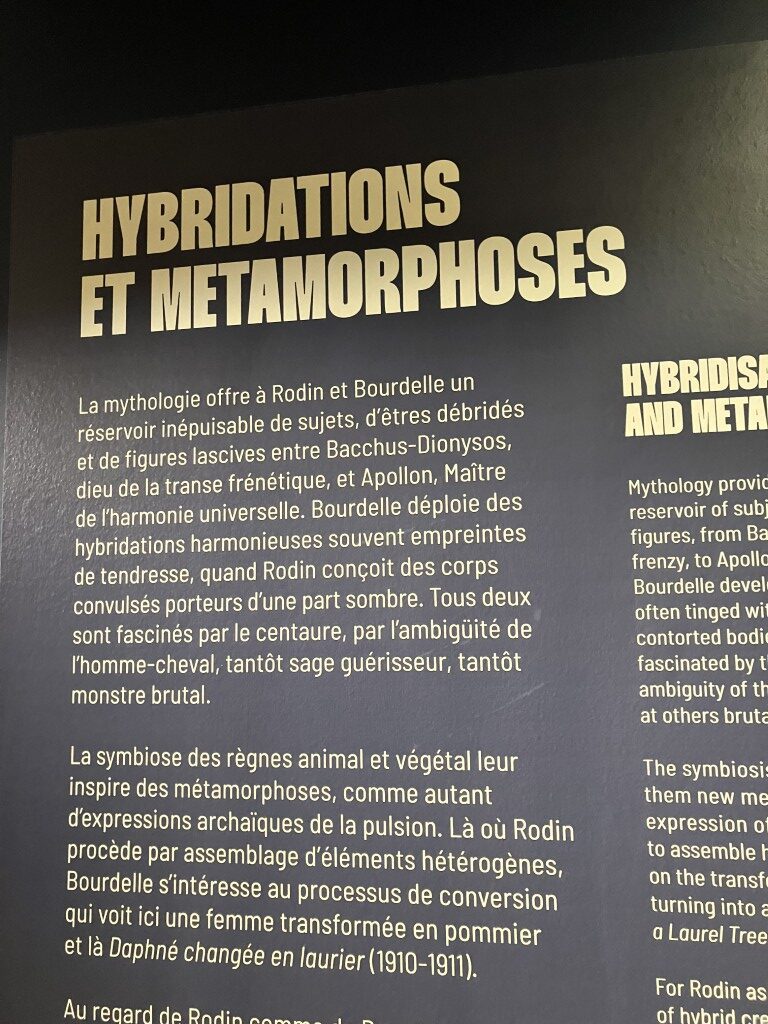 HYBRIDATIONS
ET METAMORPHOSES
La mythologie offre à Rodin et Bourdelle un
réservoir inépuisable de sujets, d'êtres débridés
et de figures lascives entre Bacchus-Dionysos,
dieu de la transe frénétique, et Apollon, Maître
de l'harmonie universelle. Bourdelle déploie des
hybridations harmonieuses souvent empreintes
de tendresse, quand Rodin conçoit des corps
convulsés porteurs d'une part sombre. Tous deux
sont fascinés par le centaure, par l'ambigüité de
l'homme-cheval, tantôt sage guérisseur, tantôt
monstre brutal.
La symbiose des règnes animal et végétal leur
inspire des métamorphoses, comme autant
d'expressions archaïques de la pulsion. Là où Rodin
procède par assemblage d'éléments hétérogènes,
Bourdelle s'intéresse au processus de conversion
qui voit ici une femme transformée en pommier
et là Daphné changée en laurier (1910-1911).
Au regard de Rodin comme
HYBRIDISA
AND META
Mythology provid
reservoir of subj
figures, from Ba
frenzy, to Apollo
Bourdelle devel
often tinged wit
contorted bodie
fascinated by t
ambiguity of th
at others bruta
The symbiosis
them new me
expression of
to assemble h
on the transf
turning into a
a Laurel Tree
For Rodin as
of hybrid cre